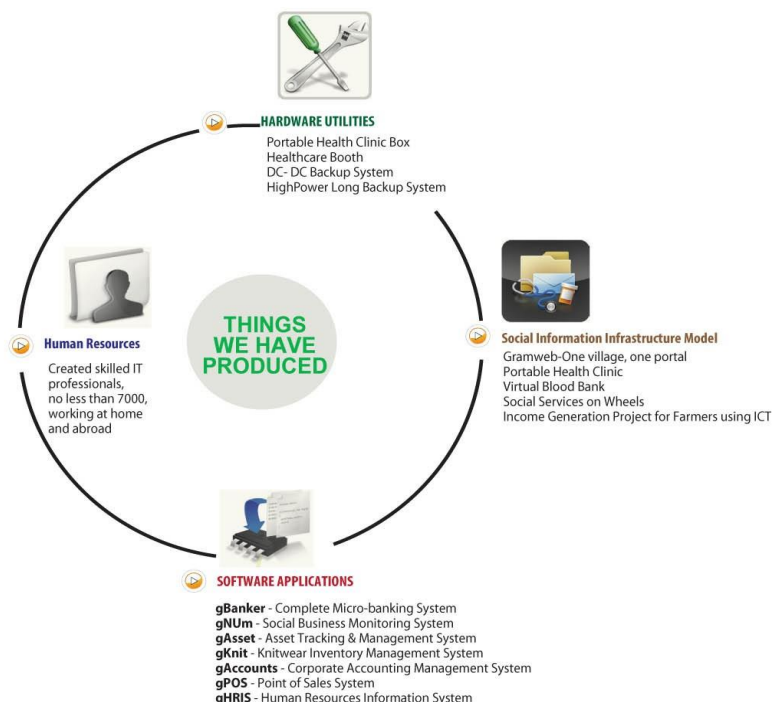 HARDWARE UTILITIES
Portable Health Clinic Box
Healthcare Booth
DC- DC Backup System
HighPower Long Backup System
THINGS
WE HAVE
PRODUCED
Social Information Infrastructure Model
Gramweb-One village, one portal
Portable Health Clinic
Virtual Blood Bank
Social Services on Wheels
Income Generation Project for Farmers using ICT
Human Resources
Created skilled IT
professionals,
no less than 7000,
working at home
and abroad
SOFTWARE APPLICATIONS
gBanker - Complete Micro-banking System
gNUm - Social Business Monitoring System
gAsset - Asset Tracking & Management System
gKnit - Knitwear Inventory Management System
gAccounts - Corporate Accounting Management System
gPOS - Point of Sales System
gHRIS - Human Resources Information System